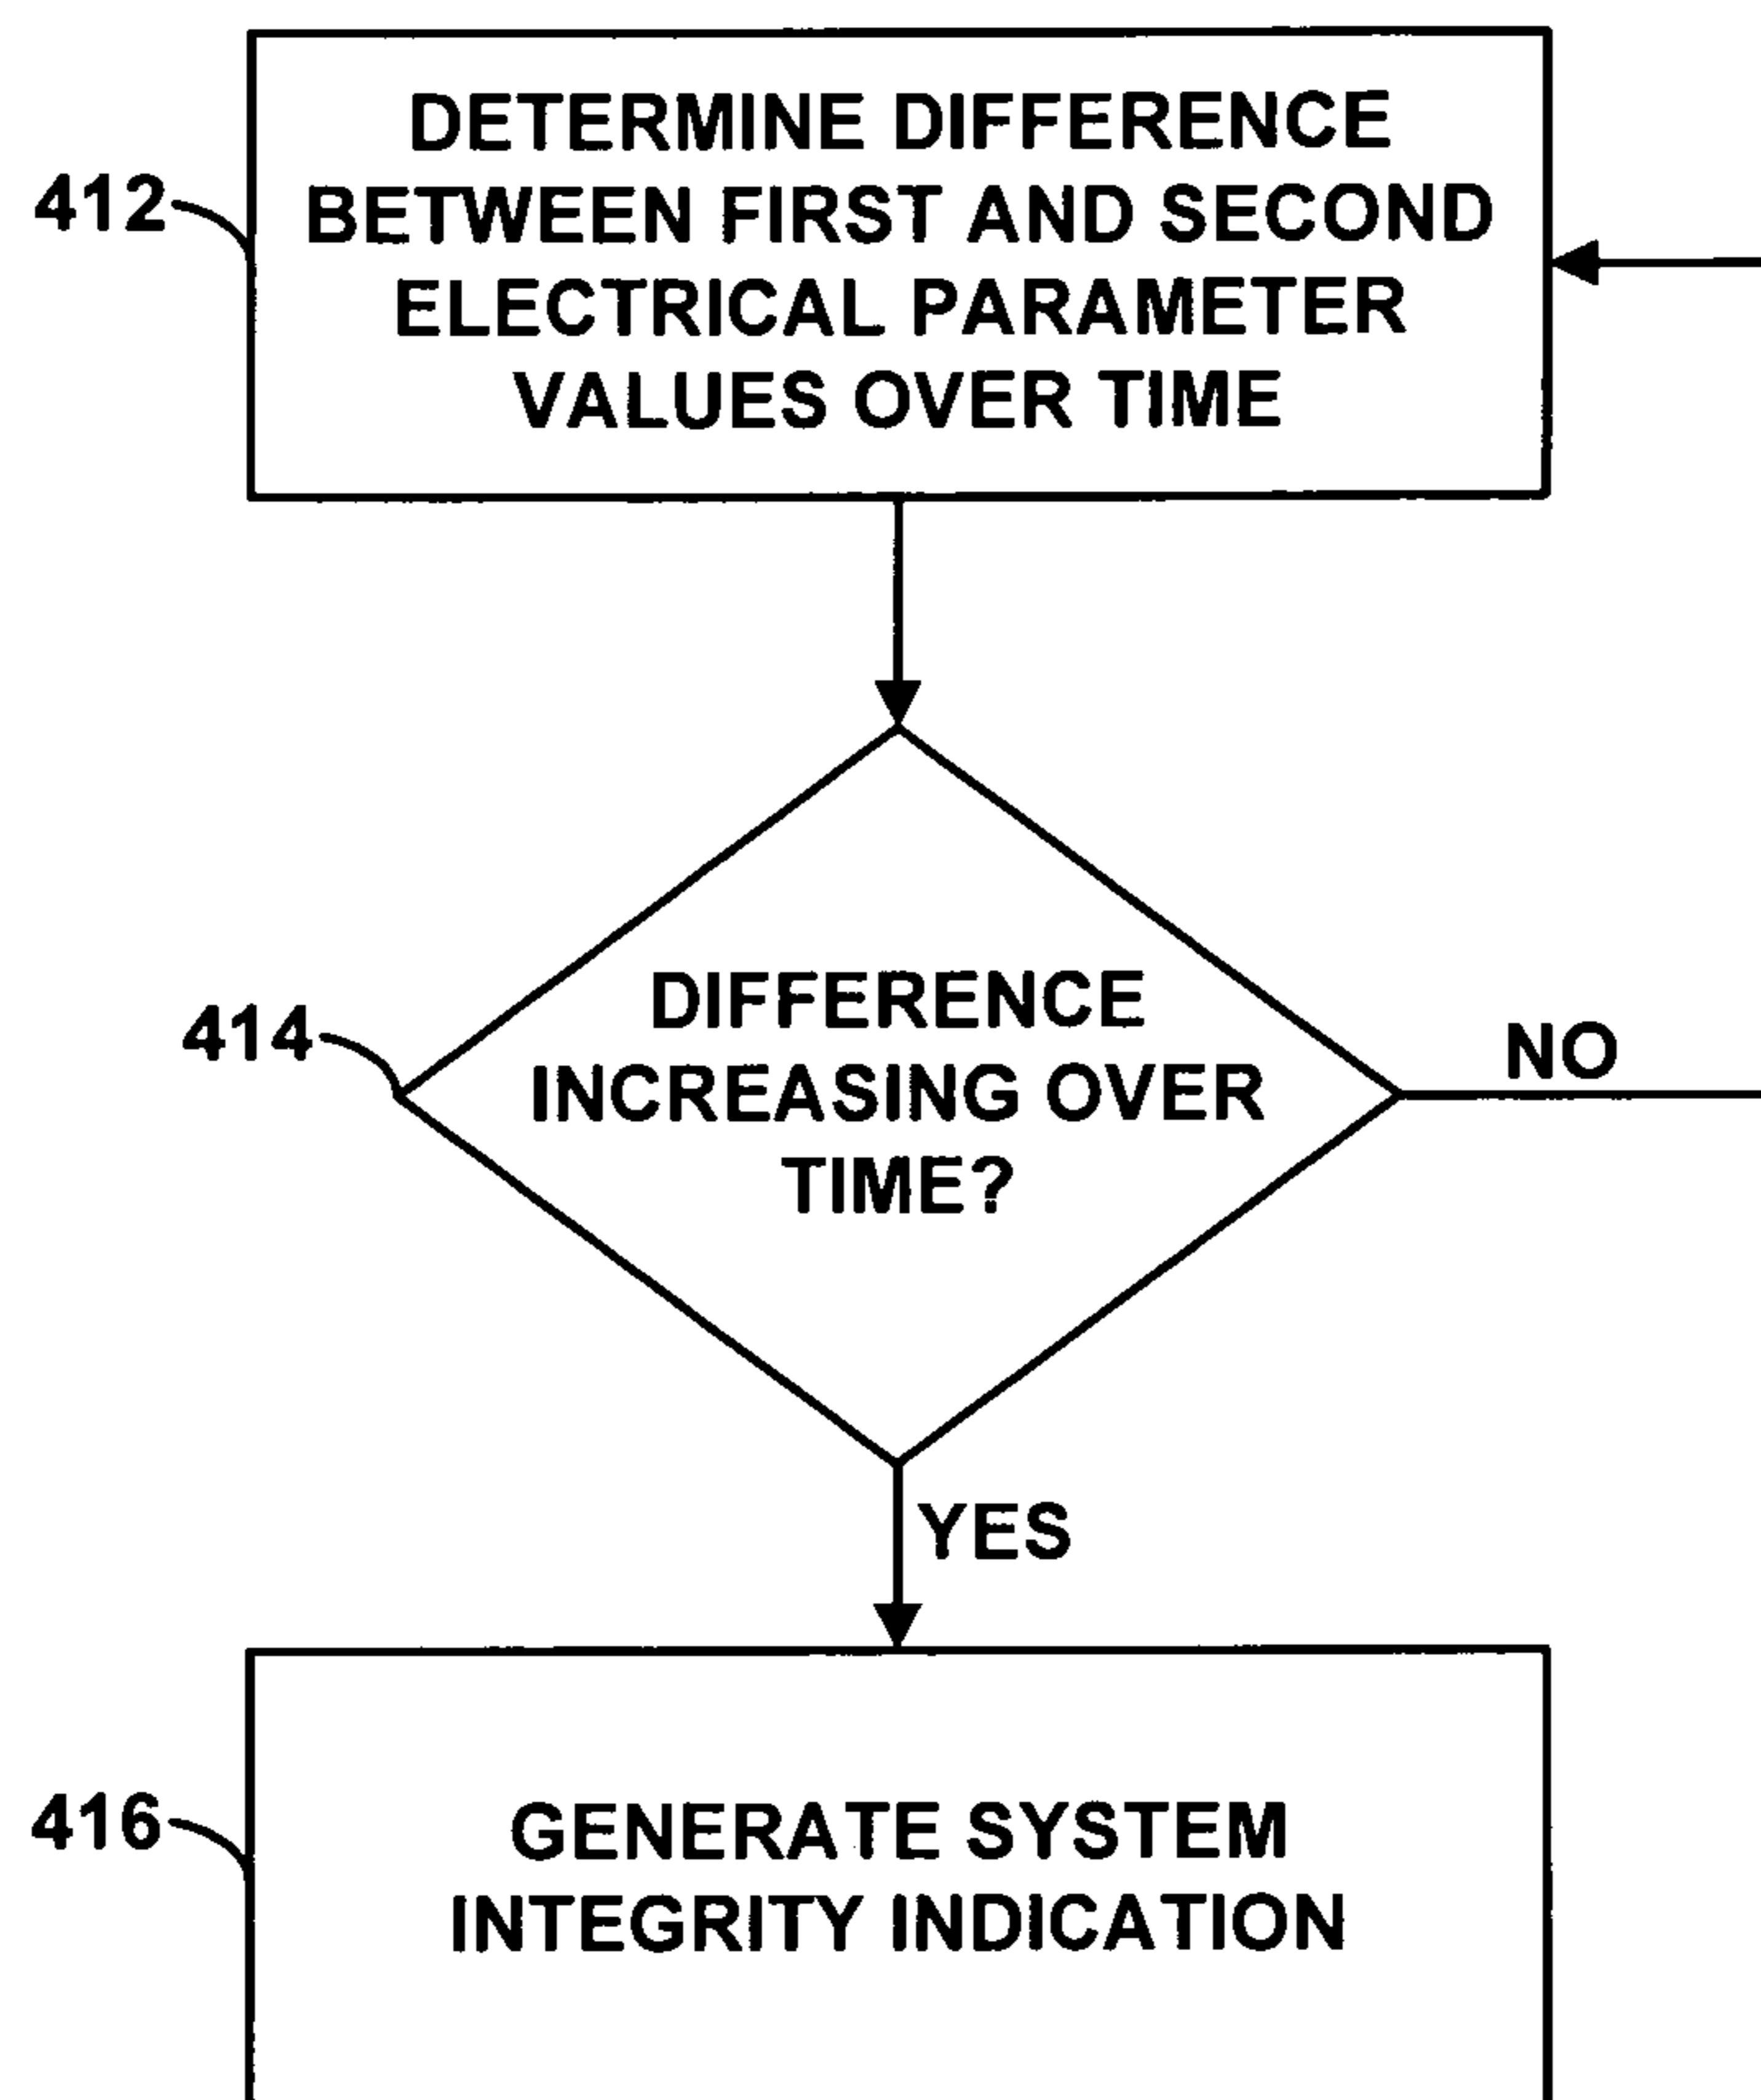 DETERMINE DIFFERENCE
412
BETWEEN FIRST AND SECOND
ELECTRICAL PARAMETER
VALUES OVER TIME
414
DIFFERENCE
INCREASING OVER
TIME?
NO
YES
416
GENERATE SYSTEM
INTEGRITY INDICATION